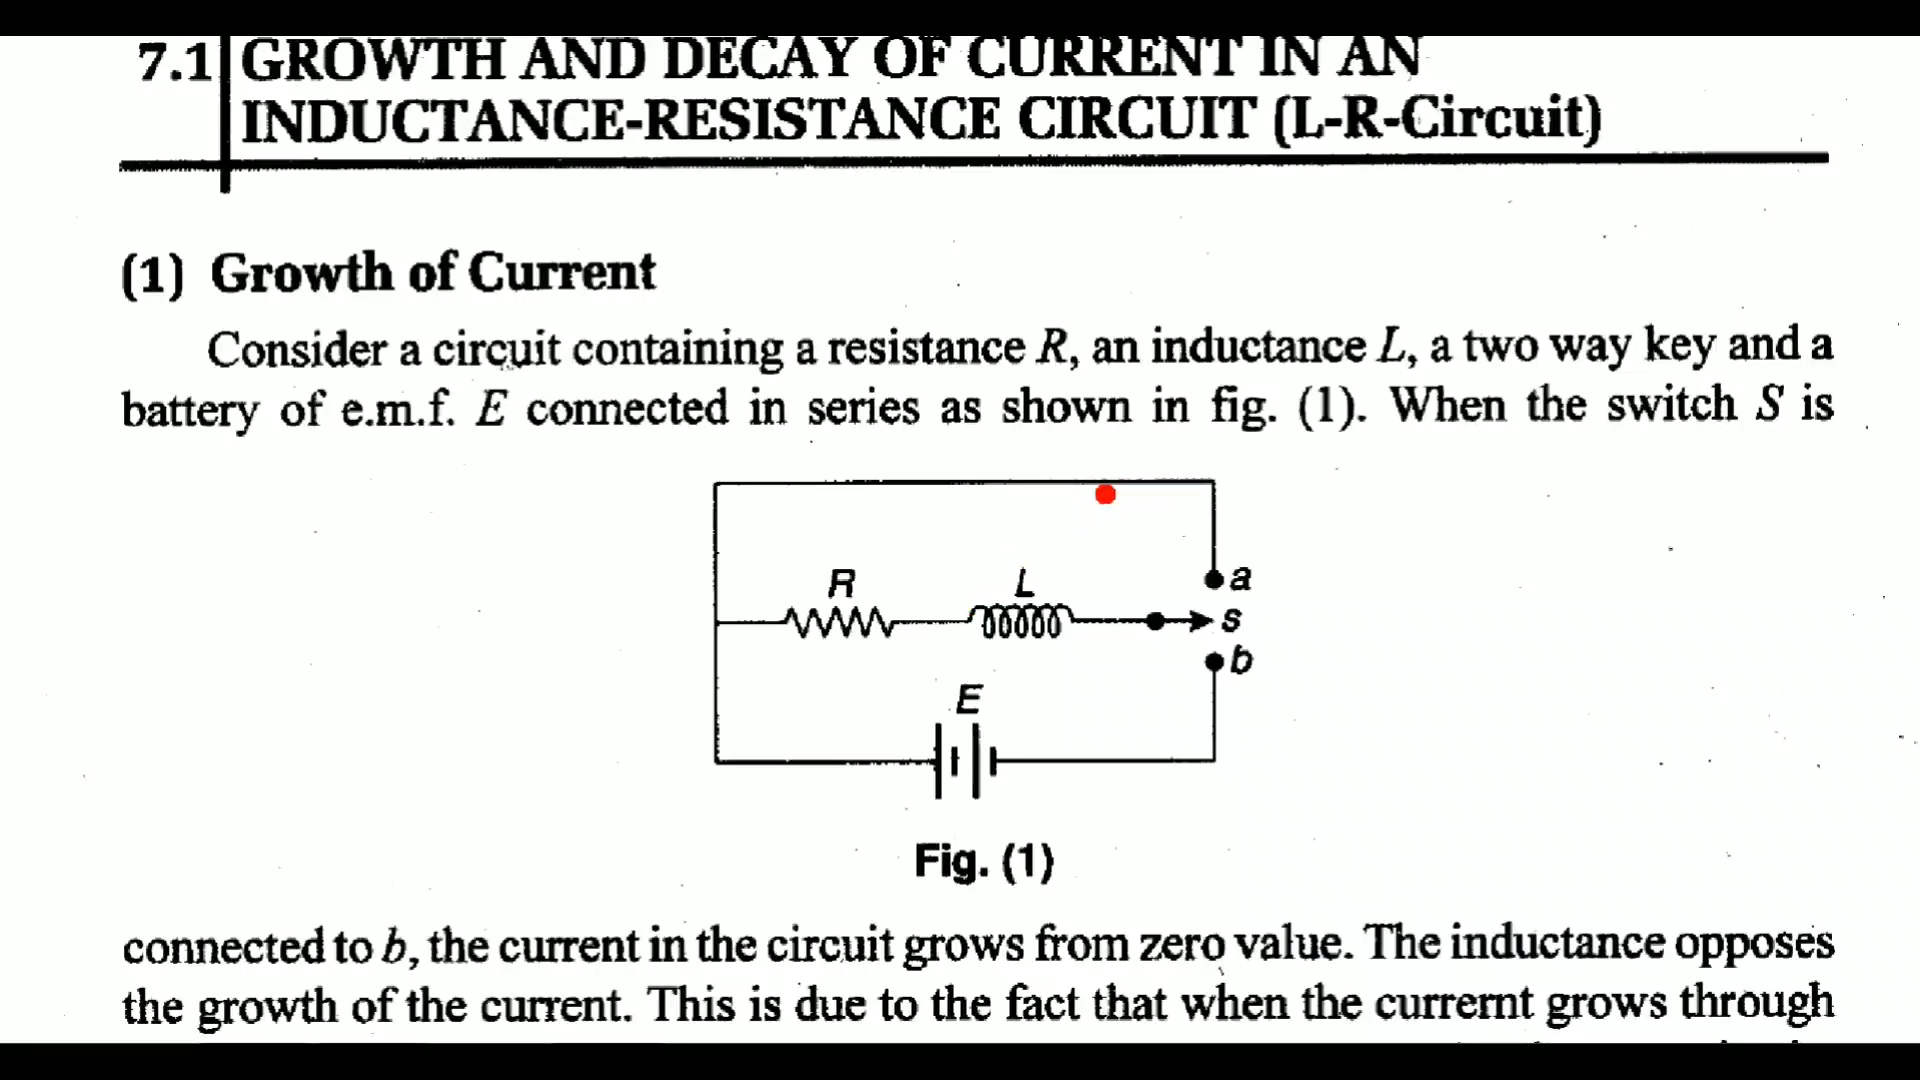 7.1 GROWTH AND DECAY OF CURRENT IN AN
INDUCTANCE-RESISTANCE CIRCUIT (L-R-Circuit)
(1) Growth of Current
Consider a circuit containing a resistance R, an inductance L, a two way key and a
battery of e.m.f. E connected in series as shown in fig. (1). When the switch S is
a
R L
S
b
E
Fig. (1)
connected to b, the current in the circuit grows from zero value. The inductance opposes
the growth of the current. This is due to the fact that when the currernt grows through